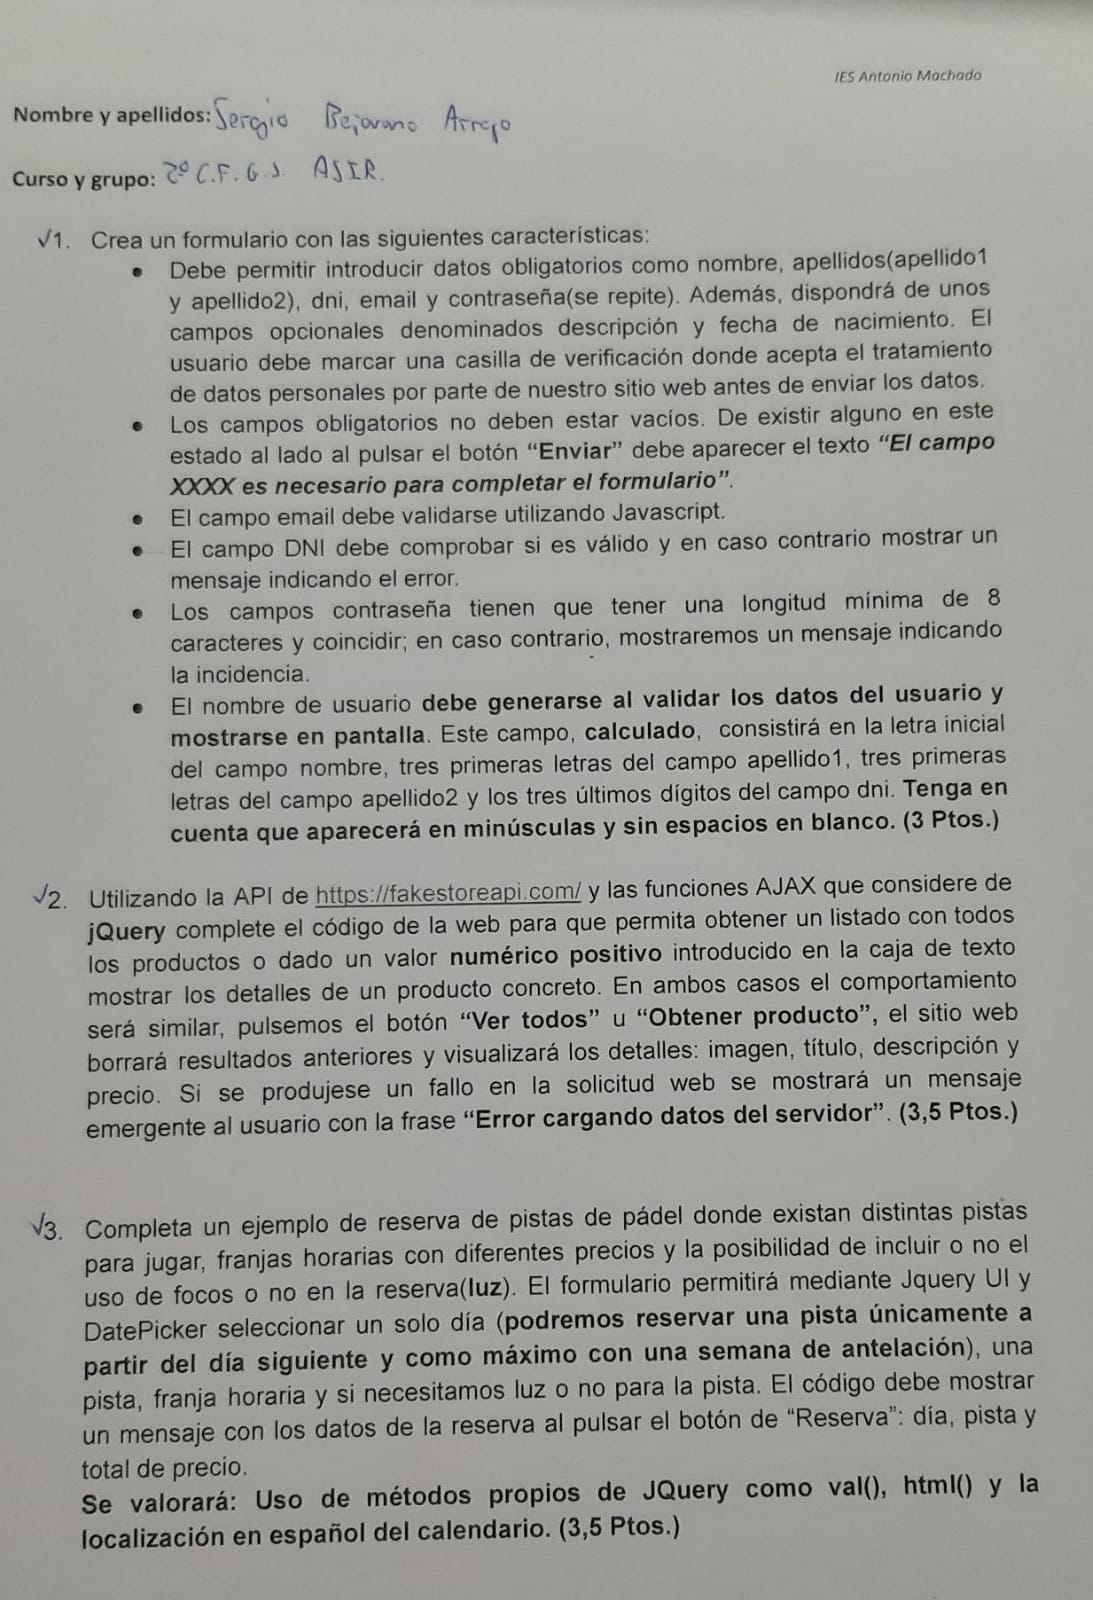 IES Antonio Machado
Nombre y apellidos: Sergio Bejarano Arroyo
Curso y grupo: 2º C.F.G.S. ASIR.
√1. Crea un formulario con las siguientes características:
• Debe permitir introducir datos obligatorios como nombre, apellidos(apellido1
y apellido2), dni, email y contraseña(se repite). Además, dispondrá de unos
campos opcionales denominados descripción y fecha de nacimiento. El
usuario debe marcar una casilla de verificación donde acepta el tratamiento
de datos personales por parte de nuestro sitio web antes de enviar los datos.
• Los campos obligatorios no deben estar vacíos. De existir alguno en este
estado al lado al pulsar el botón “Enviar” debe aparecer el texto “El campo
XXXX es necesario para completar el formulario”.
• El campo email debe validarse utilizando Javascript.
• El campo DNI debe comprobar si es válido y en caso contrario mostrar un
mensaje indicando el error.
• Los campos contraseña tienen que tener una longitud mínima de 8
caracteres y coincidir; en caso contrario, mostraremos un mensaje indicando
la incidencia.
• El nombre de usuario debe generarse al validar los datos del usuario y
mostrarse en pantalla. Este campo, calculado, consistirá en la letra inicial
del campo nombre, tres primeras letras del campo apellido1, tres primeras
letras del campo apellido2 y los tres últimos dígitos del campo dni. Tenga en
cuenta que aparecerá en minúsculas y sin espacios en blanco. (3 Ptos.)
√2. Utilizando la API de https://fakestoreapi.com/ y las funciones AJAX que considere de
jQuery complete el código de la web para que permita obtener un listado con todos
los productos o dado un valor numérico positivo introducido en la caja de texto
mostrar los detalles de un producto concreto. En ambos casos el comportamiento
será similar, pulsemos el botón “Ver todos” u “Obtener producto”, el sitio web
borrará resultados anteriores y visualizará los detalles: imagen, título, descripción y
precio. Si se produjese un fallo en la solicitud web se mostrará un mensaje
emergente al usuario con la frase “Error cargando datos del servidor”. (3,5 Ptos.)
√3. Completa un ejemplo de reserva de pistas de pádel donde existan distintas pistas
para jugar, franjas horarias con diferentes precios y la posibilidad de incluir o no el
uso de focos o no en la reserva(luz). El formulario permitirá mediante Jquery UI y
DatePicker seleccionar un solo día (podremos reservar una pista únicamente a
partir del día siguiente y como máximo con una semana de antelación), una
pista, franja horaria y si necesitamos luz o no para la pista. El código debe mostrar
un mensaje con los datos de la reserva al pulsar el botón de “Reserva”: día, pista y
total de precio.
Se valorará: Uso de métodos propios de JQuery como val(), html() y la
localización en español del calendario. (3,5 Ptos.)